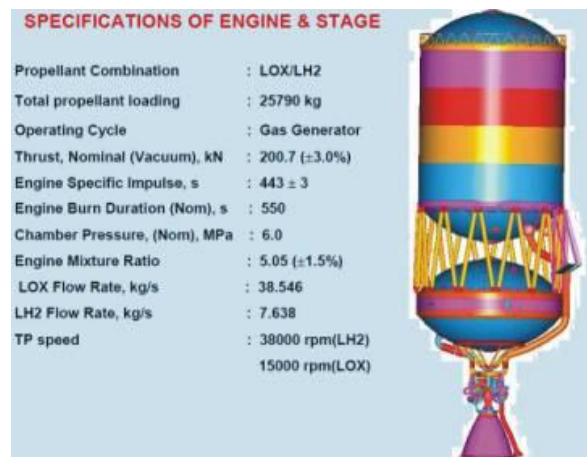 SPECIFICATIONS OF ENGINE & STAGE
Propellant Combination : LOX/LH2
Total propellant loading : 25790 kg
Operating Cycle : Gas Generator
Thrust, Nominal (Vacuum), kN : 200.7 (±3.0%)
Engine Specific Impulse, s : 443 ± 3
Engine Burn Duration (Nom), s : 550
Chamber Pressure, (Nom), MPa : 6.0
Engine Mixture Ratio : 5.05 (±1.5%)
LOX Flow Rate, kg/s : 38.546
LH2 Flow Rate, kg/s : 7.638
TP speed : 38000 rpm(LH2)
15000 rpm(LOX)